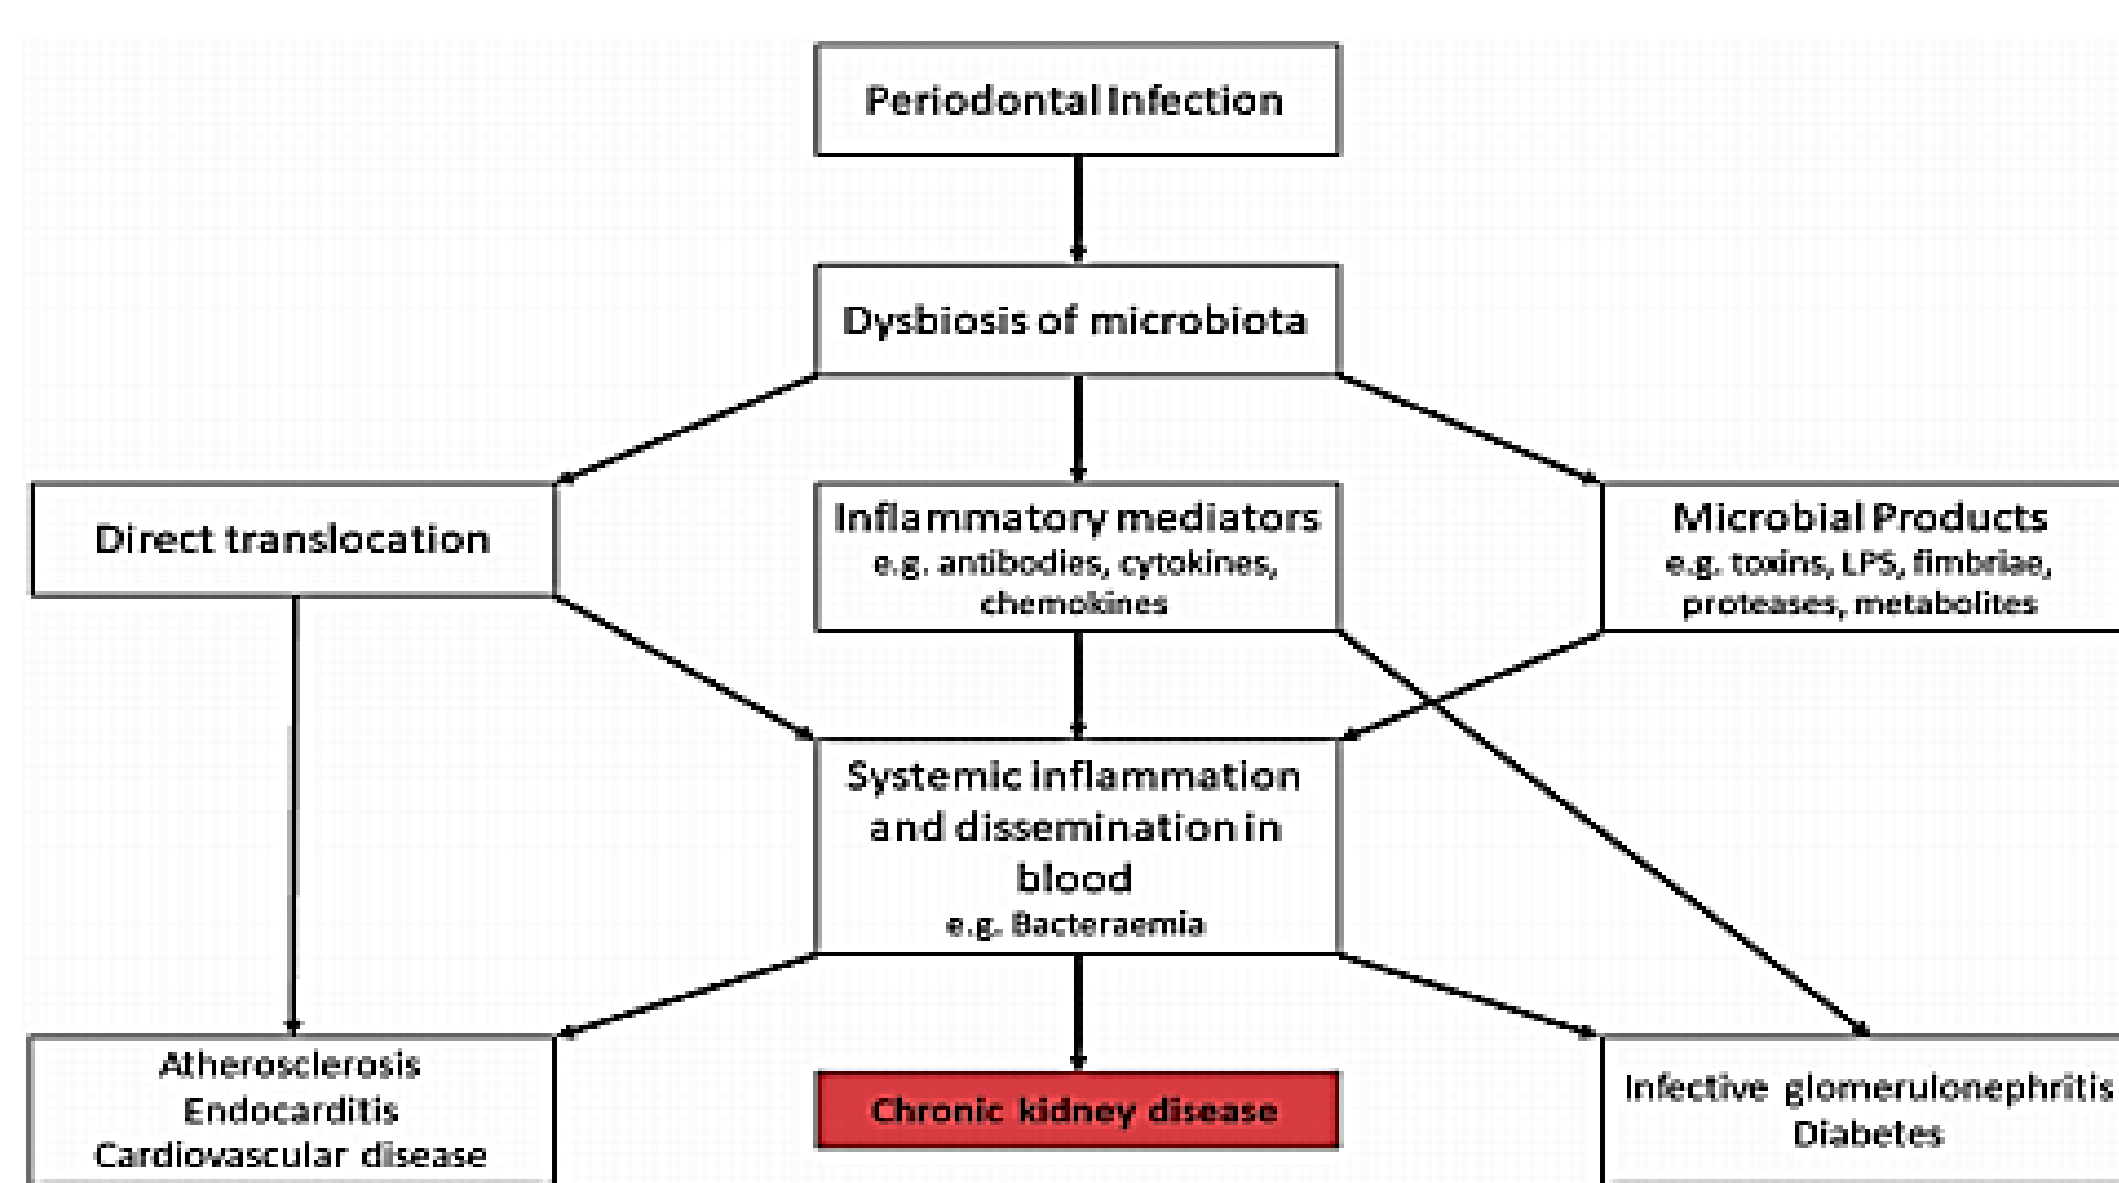 Periodontal Infection
Dysbiosis of microbiota
Direct translocation
Inflammatory mediators
e.g. antibodies, cytokines,
chemokines
Microbial Products
e.g. toxins, LPS, fimbriae,
proteases, metabolites
Systemic inflammation
and dissemination in
blood
e.g. Bacteraemia
Atherosclerosis
Endocarditis
Cardiovascular disease
Chronic kidney disease
Infective glomerulonephritis
Diabetes